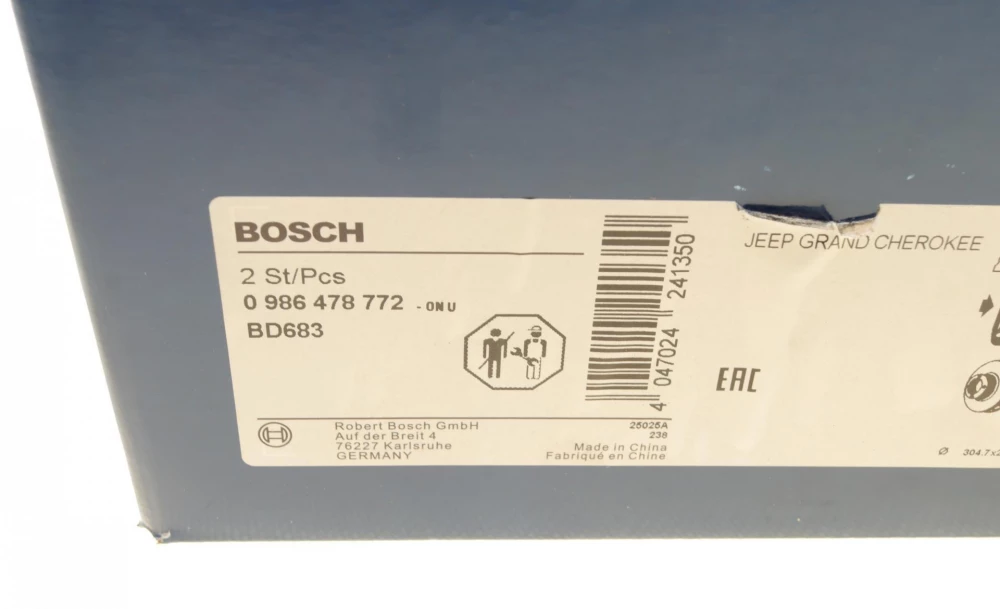 BOSCH
2 St/Pcs
0 986 478 772 - 0NU
BD683
4 047024 241350
JEEP GRAND CHEROKEE
EAC
Robert Bosch GmbH
Auf der Breit 4
76227 Karlsruhe
GERMANY
25025A
238
Made in China
Fabriqué en Chine
Ø 304.7x2